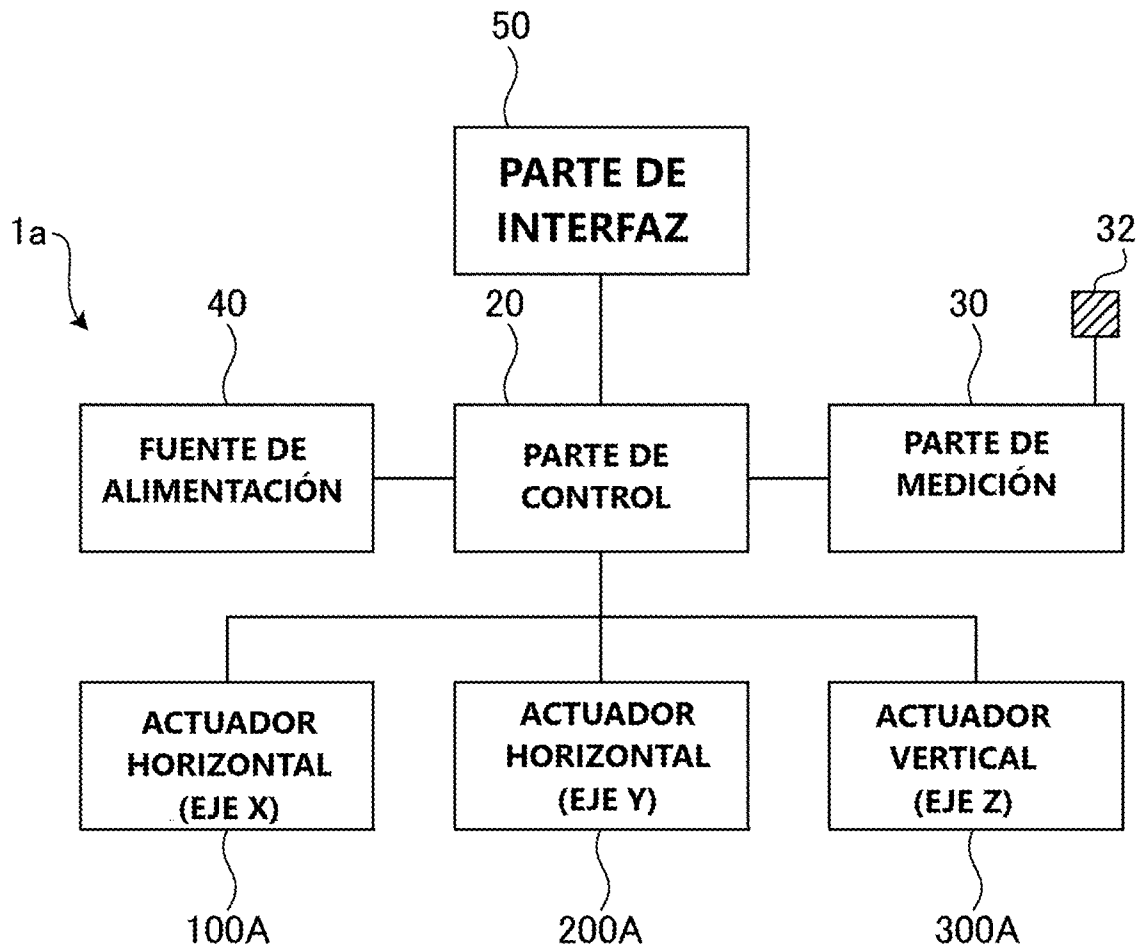 50
PARTE DE
INTERFAZ
1a
32
40
20
30
FUENTE DE
ALIMENTACIÓN
PARTE DE
CONTROL
PARTE DE
MEDICIÓN
ACTUADOR
HORIZONTAL
(EJE X)
ACTUADOR
HORIZONTAL
(EJE Y)
ACTUADOR
VERTICAL
(EJE Z)
100A
200A
300A